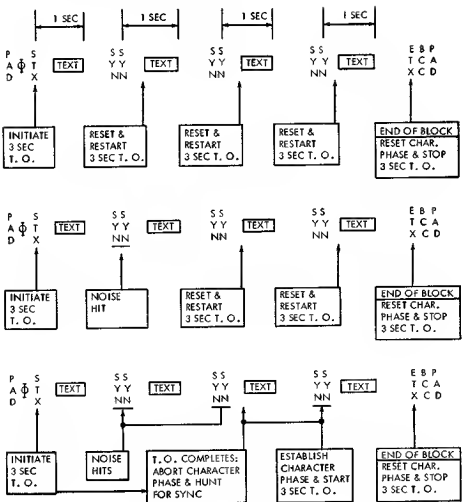 1 SEC 1 SEC 1 SEC 1 SEC
P S S S S S S S E B P
A Φ T TEXT Y Y TEXT Y Y TEXT Y Y TEXT T C A
D X N N N N N N X C D
INITIATE RESET & RESET & RESET & END OF BLOCK
3 SEC RESTART RESTART RESTART RESET CHAR.
T. O. 3 SEC T. O. 3 SEC T. O. 3 SEC T. O. PHASE & STOP
3 SEC T. O.
P S S S S S S S E B P
A Φ T TEXT Y Y TEXT Y Y TEXT Y Y TEXT T C A
D X N N N N N N X C D
INITIATE NOISE RESET & RESET & END OF BLOCK
3 SEC HIT RESTART RESTART RESET CHAR.
T. O. 3 SEC T. O. 3 SEC T. O. PHASE & STOP
3 SEC T. O.
P S S S S S S S E B P
A Φ T TEXT Y Y TEXT Y Y TEXT Y Y TEXT T C A
D X N N N N N N X C D
INITIATE NOISE T. O. COMPLETES: ESTABLISH END OF BLOCK
3 SEC HITS ABORT CHARACTER CHARACTER RESET CHAR.
T. O. PHASE & HUNT PHASE & START PHASE & STOP
FOR SYNC 3 SEC T. O. 3 SEC T. O.